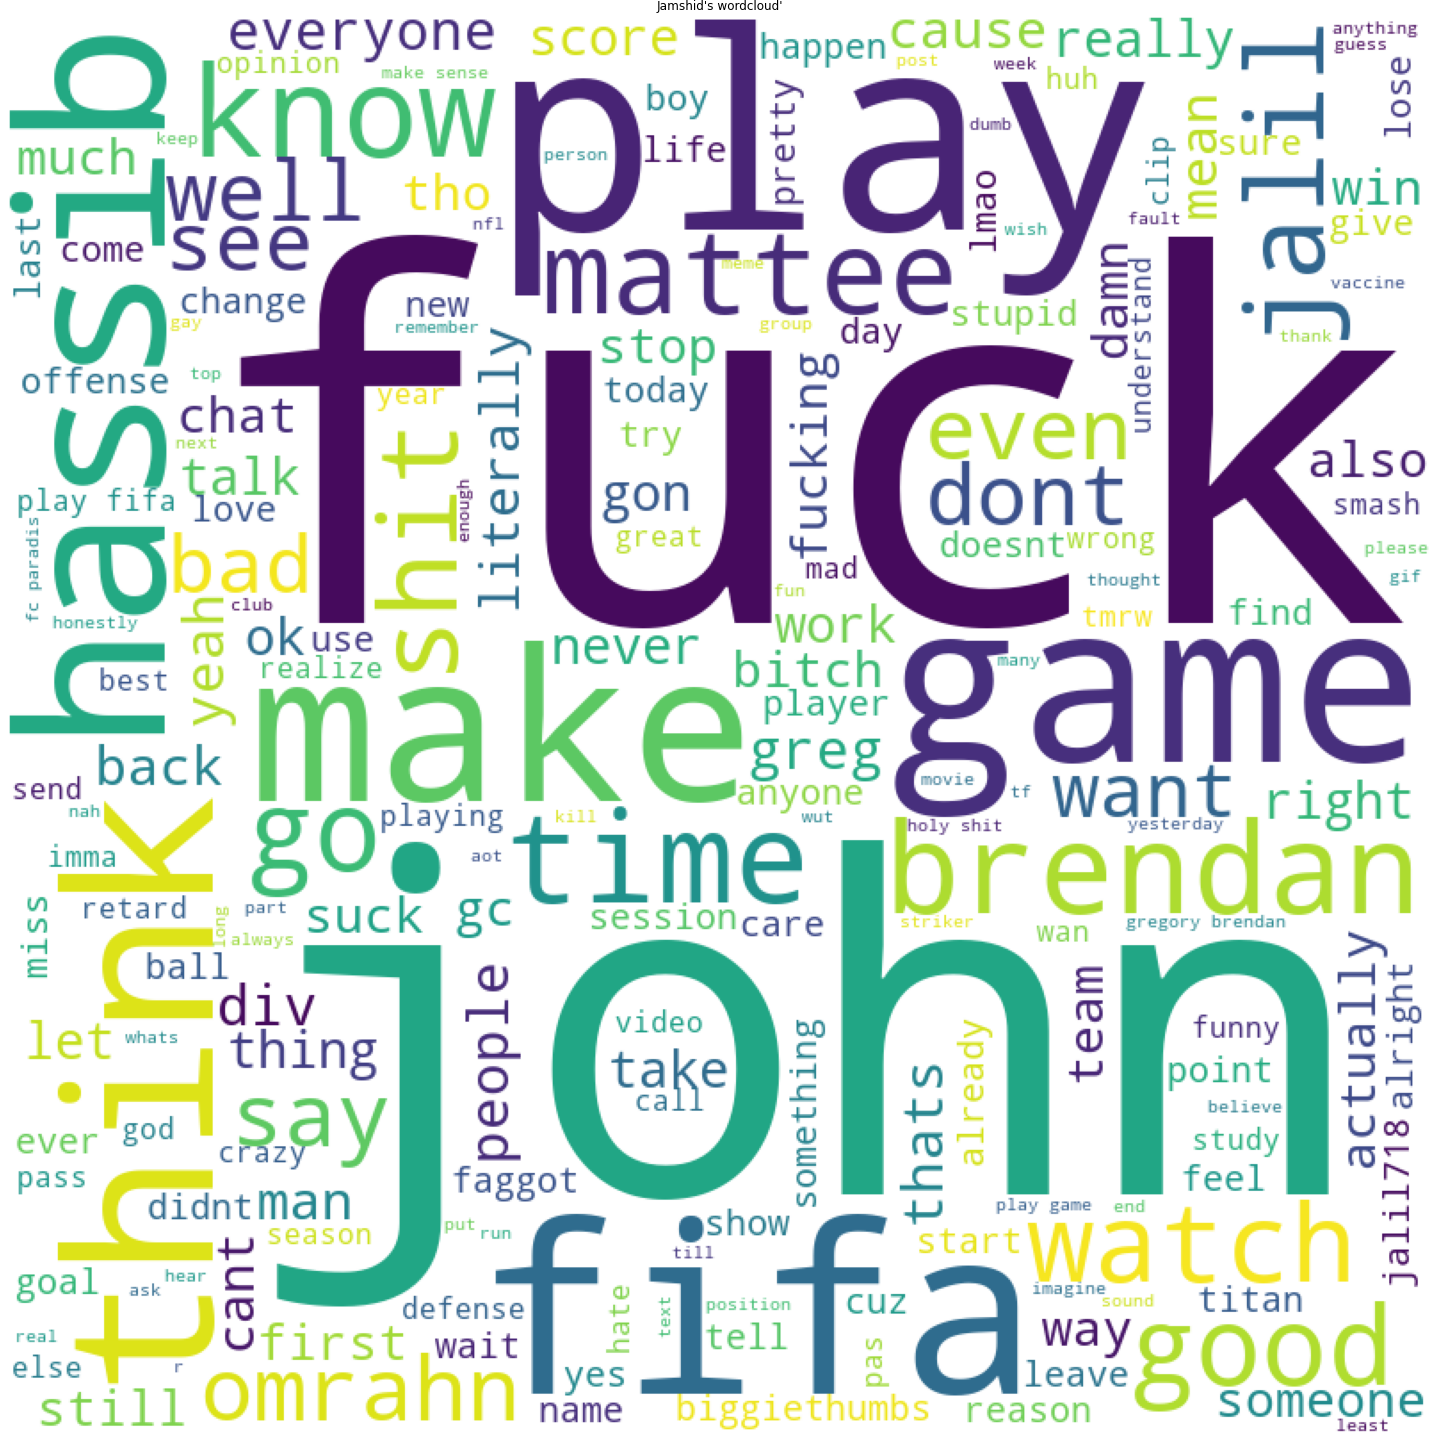 Jamshid's wordcloud'
everyone
score
play
happen
cause
really
jalil
anything
guess
opinion
make sense
post
week
huh
lose
know
boy
pretty
hassib
much
keep
person
life
dumb
clip
mean
sure
well
tho
lmao
win
last
come
see
nfl
mattee
meme
wish
fault
give
damn
understand
vaccine
change
new
fuck
gay
remember
group
day
stupid
thank
offense
top
literally
stop
today
fucking
chat
year
shit
try
even
next
talk
enough
also
play fifa
love
gon
dont
smash
fc paradis
bad
great
doesnt
wrong
please
mad
thought
gif
yeah
club
fun
tmrw
find
honestly
ok
use
never
work
game
many
best
realize
make
bitch
player
back
greg
movie
tf
want
right
send
anyone
nah
think
go
playing
time
kill
wut
holy shit
yesterday
brendan
imma
aot
john
miss
retard
long
part
suck
gc
session
care
striker
gregory brendan
always
wan
ball
people
team
actually
alright
div
let
whats
thing
video
something
already
funny
take
thats
point
call
believe
say
ever
god
study
crazy
jalil718
pass
faggot
feel
didnt
man
play game
end
season
put
run
fifa
show
start
watch
cant
till
goal
hear
ask
imagine
sound
titan
defense
hate
text
position
cuz
good
real
first
wait
tell
way
else
r
omrahn
yes
pas
leave
someone
still
name
biggiethumbs
reason
least